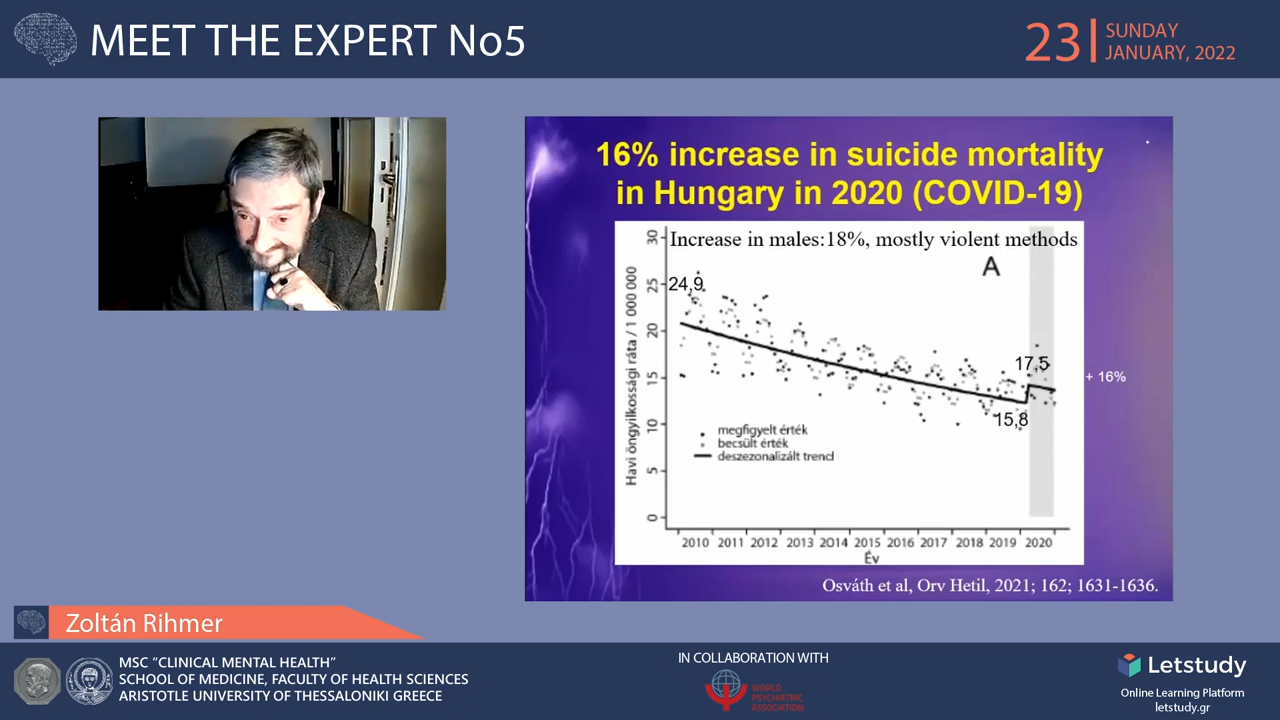 MEET THE EXPERT No5
23
SUNDAY
JANUARY, 2022
16% increase in suicide mortality
in Hungary in 2020 (COVID-19)
Increase in males:18%, mostly violent methods
A
Havi öngyilkossági ráta / 1 000 000
30
25
20
15
10
5
0
24,9
17,5
15,8
+ 16%
megfigyelt érték
becsült érték
deszezonalizált trend
2010 2011 2012 2013 2014 2015 2016 2017 2018 2019 2020
Év
Osváth et al, Orv Hetil, 2021; 162; 1631-1636.
Zoltán Rihmer
MSC “CLINICAL MENTAL HEALTH”
SCHOOL OF MEDICINE, FACULTY OF HEALTH SCIENCES
ARISTOTLE UNIVERSITY OF THESSALONIKI GREECE
IN COLLABORATION WITH
WORLD
PSYCHIATRIC
ASSOCIATION
Letstudy
Online Learning Platform
letstudy.gr